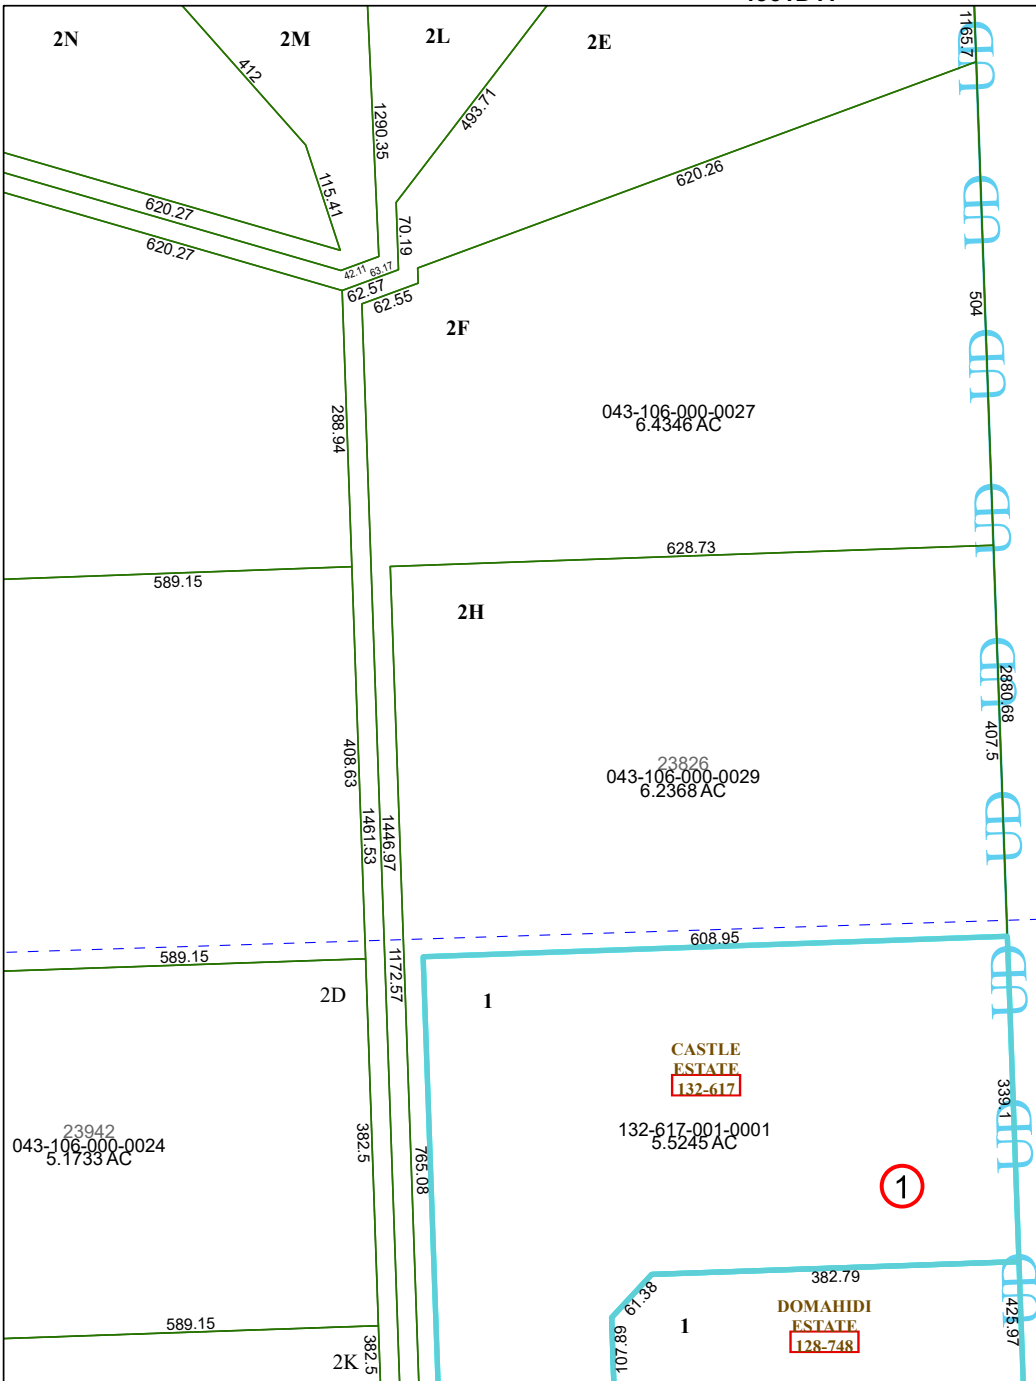 2N
2M
2L
2E
1165.7
412
1290.35
493.71
115.41
620.26
620.27
620.27
70.19
42.11
63.17
62.57
62.55
2F
504
288.94
043-106-000-0027
6.4346 AC
628.73
589.15
2H
2880.68
407.5
408.63
23826
043-106-000-0029
6.2368 AC
1461.53
1446.97
608.95
589.15
1172.57
2D
1
CASTLE
ESTATE
132-617
339.1
23942
043-106-000-0024
5.1733 AC
382.5
765.08
132-617-001-0001
5.5245 AC
1
382.79
61.38
DOMAHIDI
ESTATE
128-748
425.97
589.15
1
107.89
2K
382.5